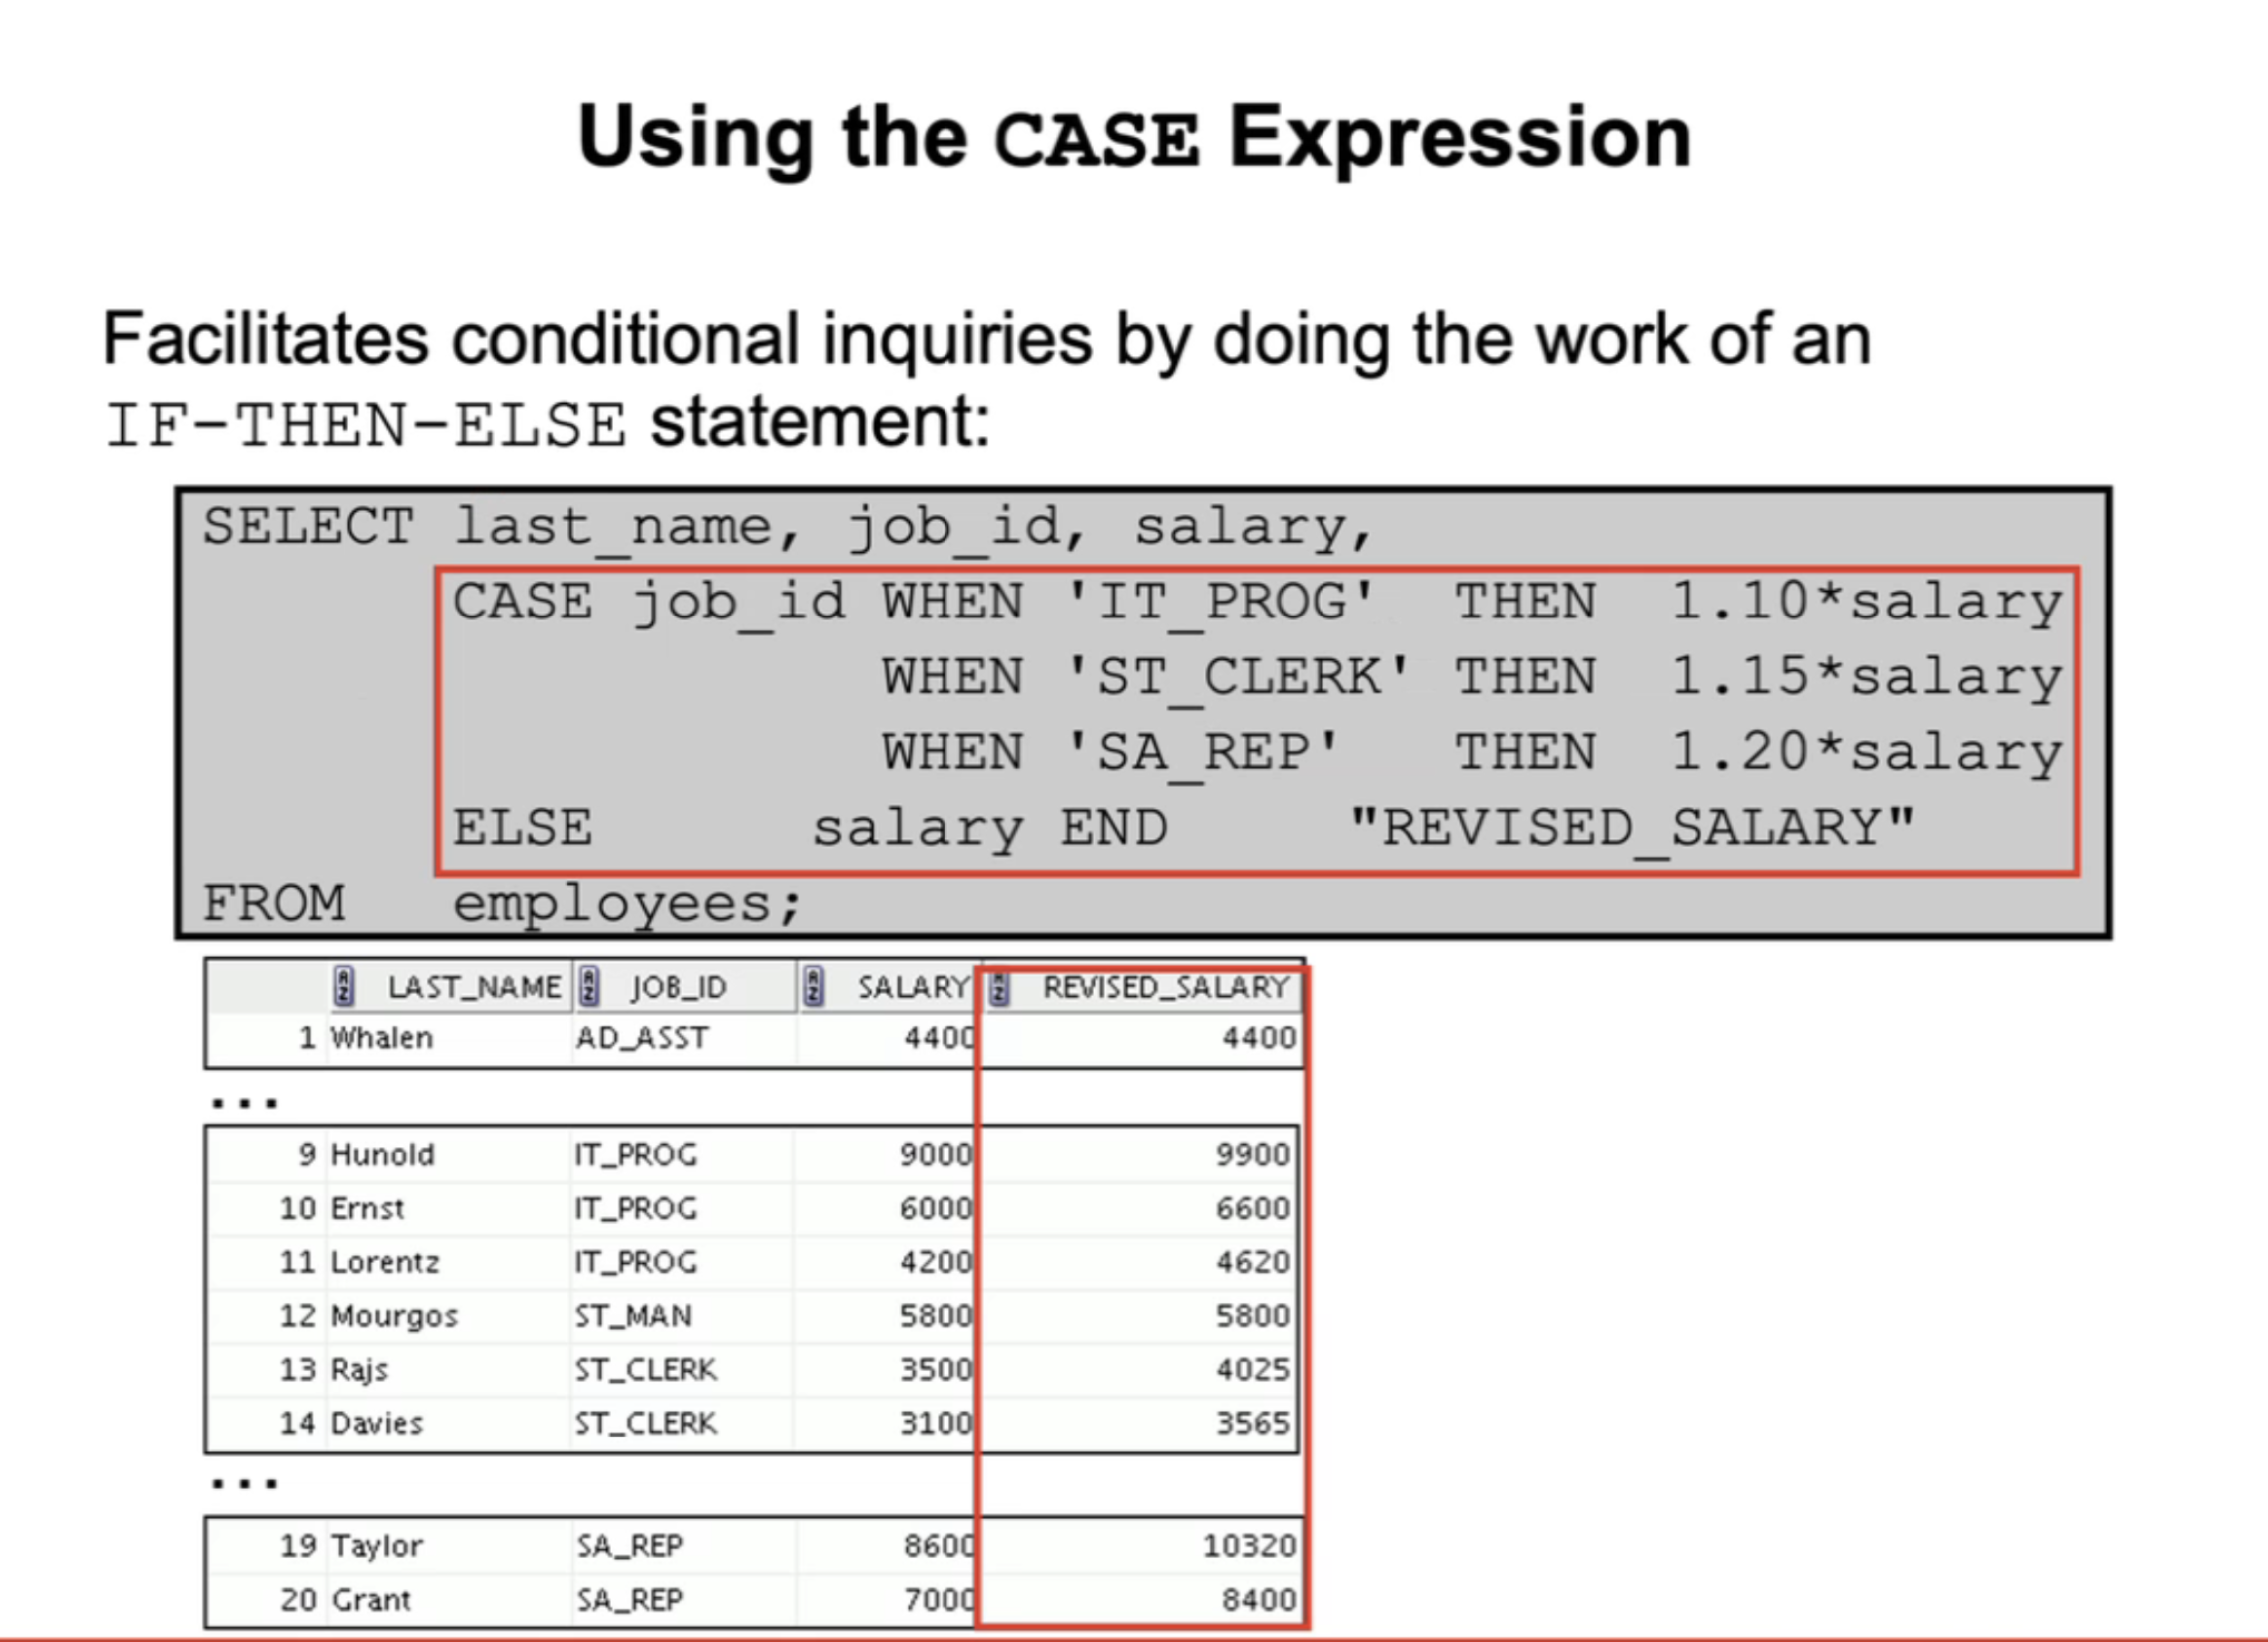 Using the CASE Expression
Facilitates conditional inquiries by doing the work of an
IF-THEN-ELSE statement:
SELECT last_name, job_id, salary,
CASE job_id WHEN 'IT_PROG' THEN 1.10*salary
WHEN 'ST_CLERK' THEN 1.15*salary
WHEN 'SA_REP' THEN 1.20*salary
ELSE salary END "REVISED_SALARY"
FROM employees;
LAST_NAME JOB_ID SALARY REVISED_SALARY
1 Whalen AD_ASST 4400 4400
...
9 Hunold IT_PROG 9000 9900
10 Ernst IT_PROG 6000 6600
11 Lorentz IT_PROG 4200 4620
12 Mourgos ST_MAN 5800 5800
13 Rajs ST_CLERK 3500 4025
14 Davies ST_CLERK 3100 3565
...
19 Taylor SA_REP 8600 10320
20 Grant SA_REP 7000 8400